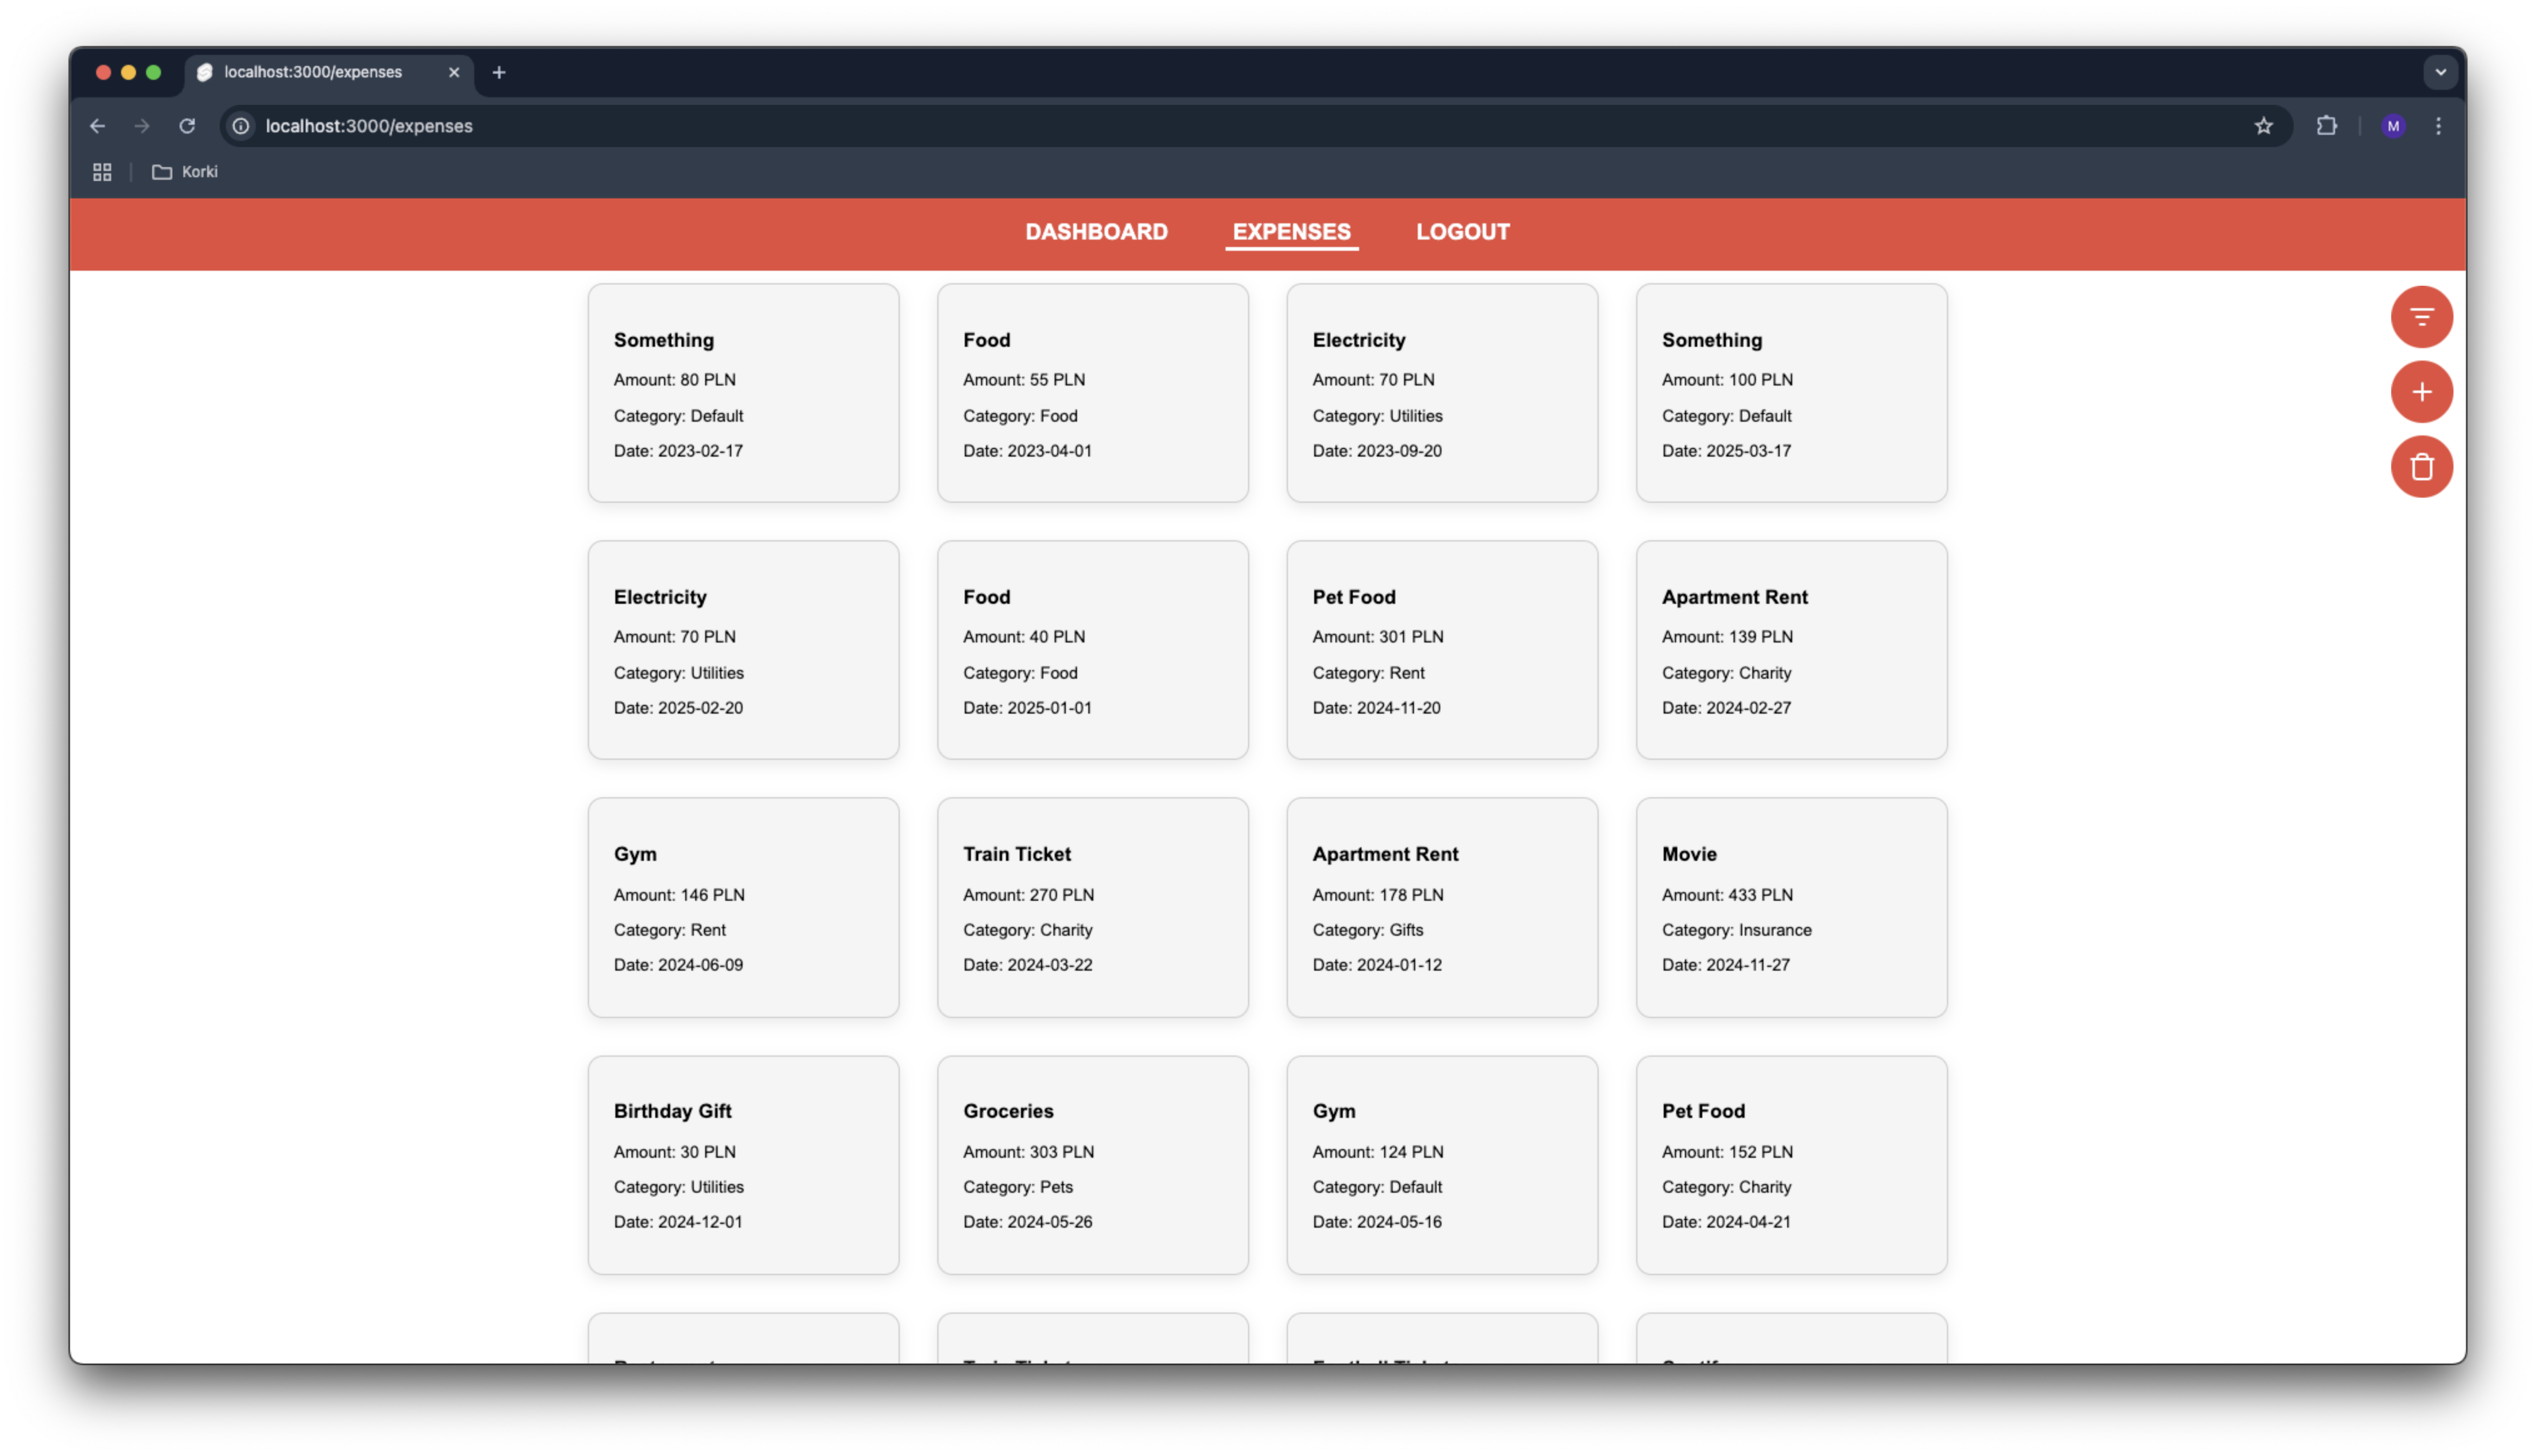 localhost:3000/expenses
localhost:3000/expenses
M
Korki
DASHBOARD EXPENSES LOGOUT
Something
Amount: 80 PLN
Category: Default
Date: 2023-02-17
Food
Amount: 55 PLN
Category: Food
Date: 2023-04-01
Electricity
Amount: 70 PLN
Category: Utilities
Date: 2023-09-20
Something
Amount: 100 PLN
Category: Default
Date: 2025-03-17
Electricity
Amount: 70 PLN
Category: Utilities
Date: 2025-02-20
Food
Amount: 40 PLN
Category: Food
Date: 2025-01-01
Pet Food
Amount: 301 PLN
Category: Rent
Date: 2024-11-20
Apartment Rent
Amount: 139 PLN
Category: Charity
Date: 2024-02-27
Gym
Amount: 146 PLN
Category: Rent
Date: 2024-06-09
Train Ticket
Amount: 270 PLN
Category: Charity
Date: 2024-03-22
Apartment Rent
Amount: 178 PLN
Category: Gifts
Date: 2024-01-12
Movie
Amount: 433 PLN
Category: Insurance
Date: 2024-11-27
Birthday Gift
Amount: 30 PLN
Category: Utilities
Date: 2024-12-01
Groceries
Amount: 303 PLN
Category: Pets
Date: 2024-05-26
Gym
Amount: 124 PLN
Category: Default
Date: 2024-05-16
Pet Food
Amount: 152 PLN
Category: Charity
Date: 2024-04-21